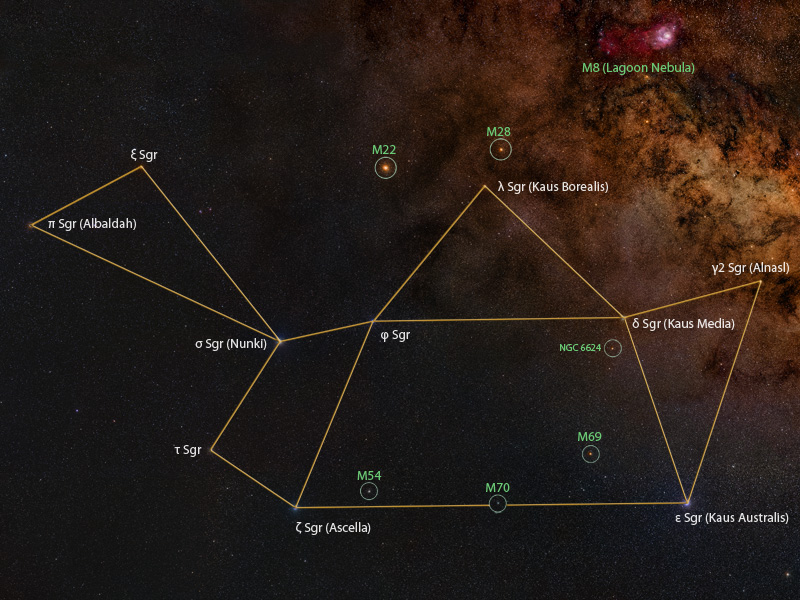 M8 (Lagoon Nebula)
M28
M22
ξ Sgr
λ Sgr (Kaus Borealis)
π Sgr (Albaldah)
γ2 Sgr (Alnasl)
δ Sgr (Kaus Media)
φ Sgr
σ Sgr (Nunki)
NGC 6624
M69
τ Sgr
M54
M70
ε Sgr (Kaus Australis)
ζ Sgr (Ascella)